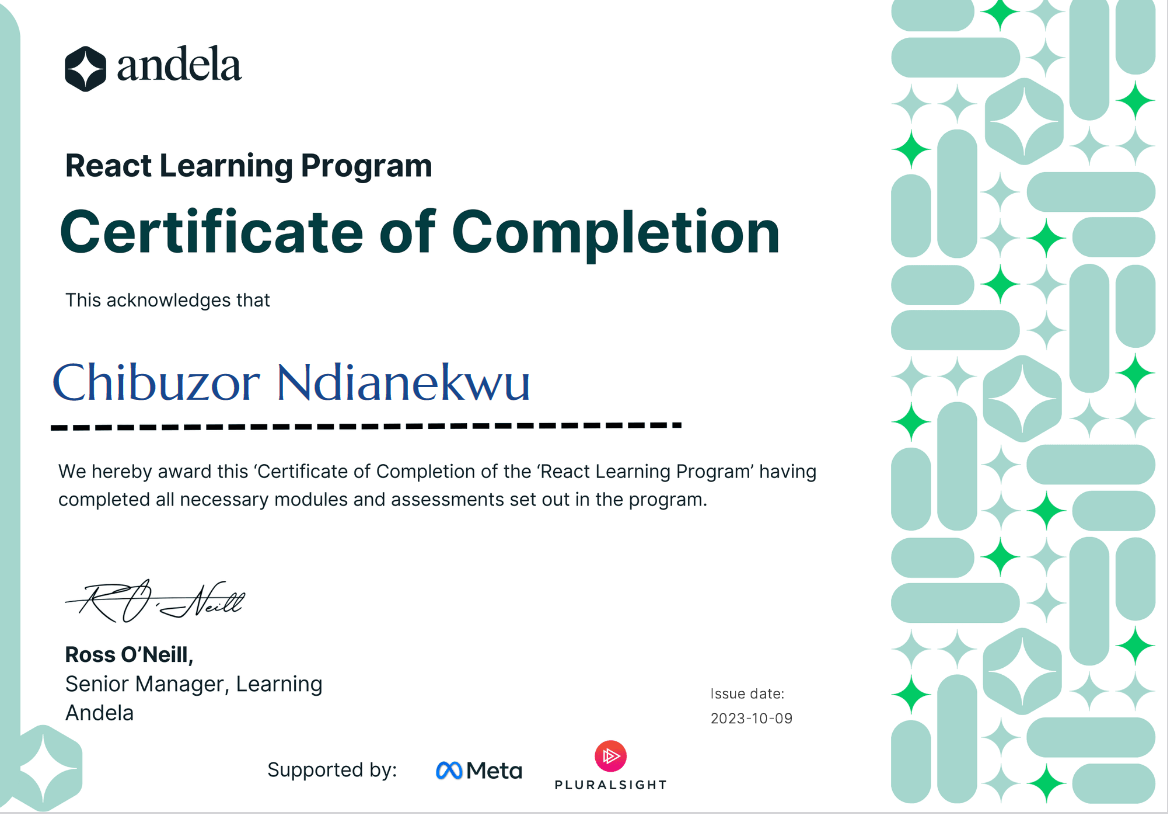 andela
React Learning Program
Certificate of Completion
This acknowledges that
Chibuzor Ndianekwu
We hereby award this ‘Certificate of Completion of the ‘React Learning Program’ having
completed all necessary modules and assessments set out in the program.
RO'Neill
Ross O’Neill,
Senior Manager, Learning
Andela
Issue date:
2023-10-09
Supported by:
Meta
PLURALSIGHT